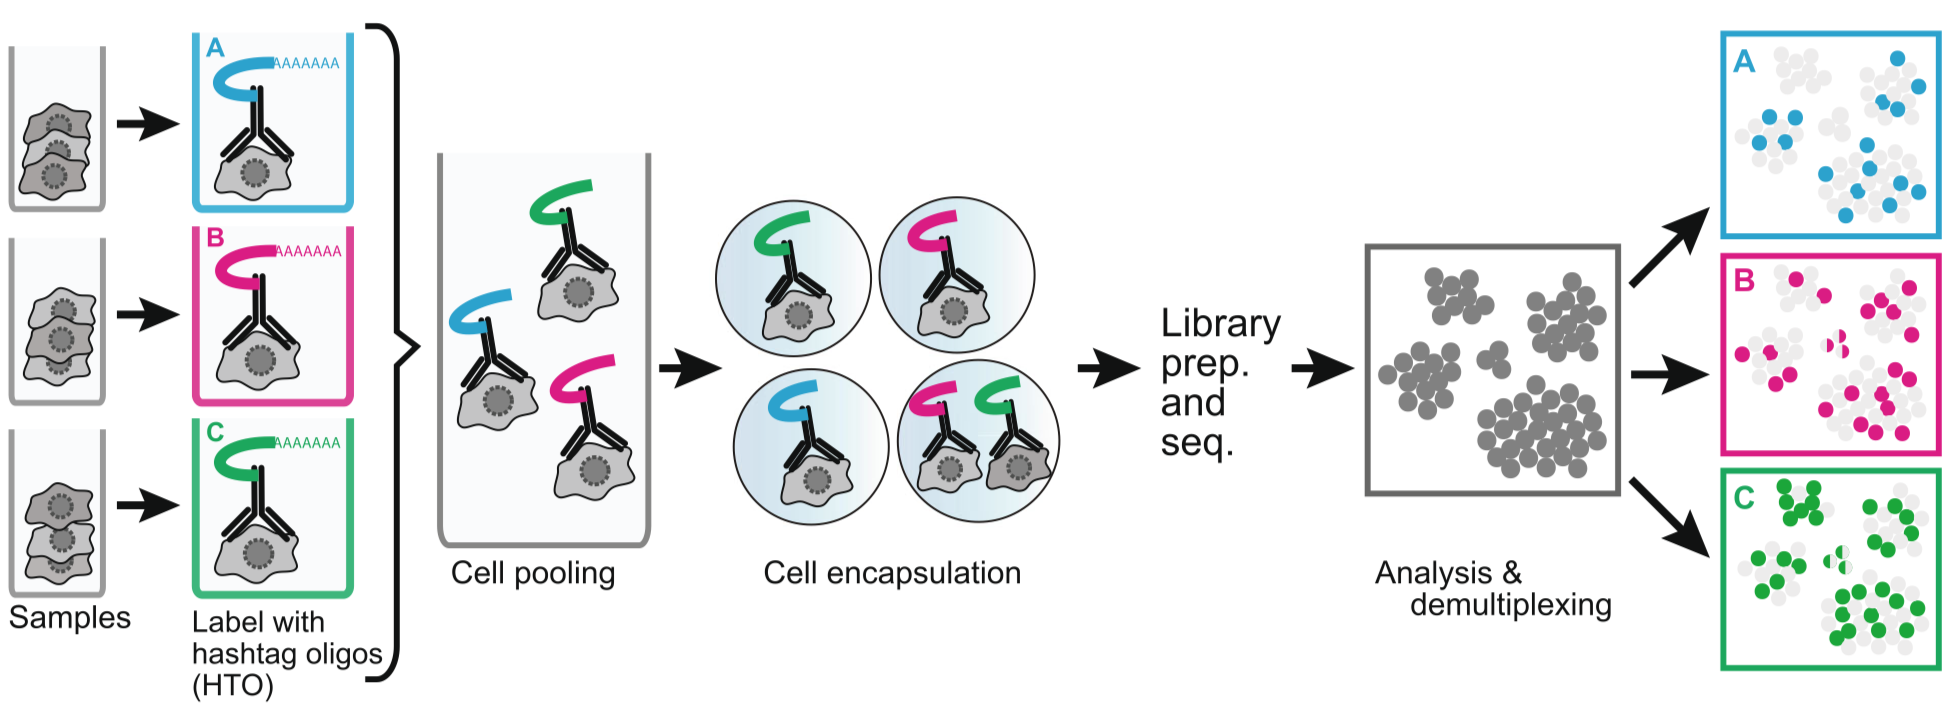 A
AAAAAAA
B
AAAAAAA
C
AAAAAAA
Samples
Label with
hashtag oligos
(HTO)
Cell pooling
Cell encapsulation
Library
prep.
and
seq.
Analysis &
demultiplexing
A
B
C